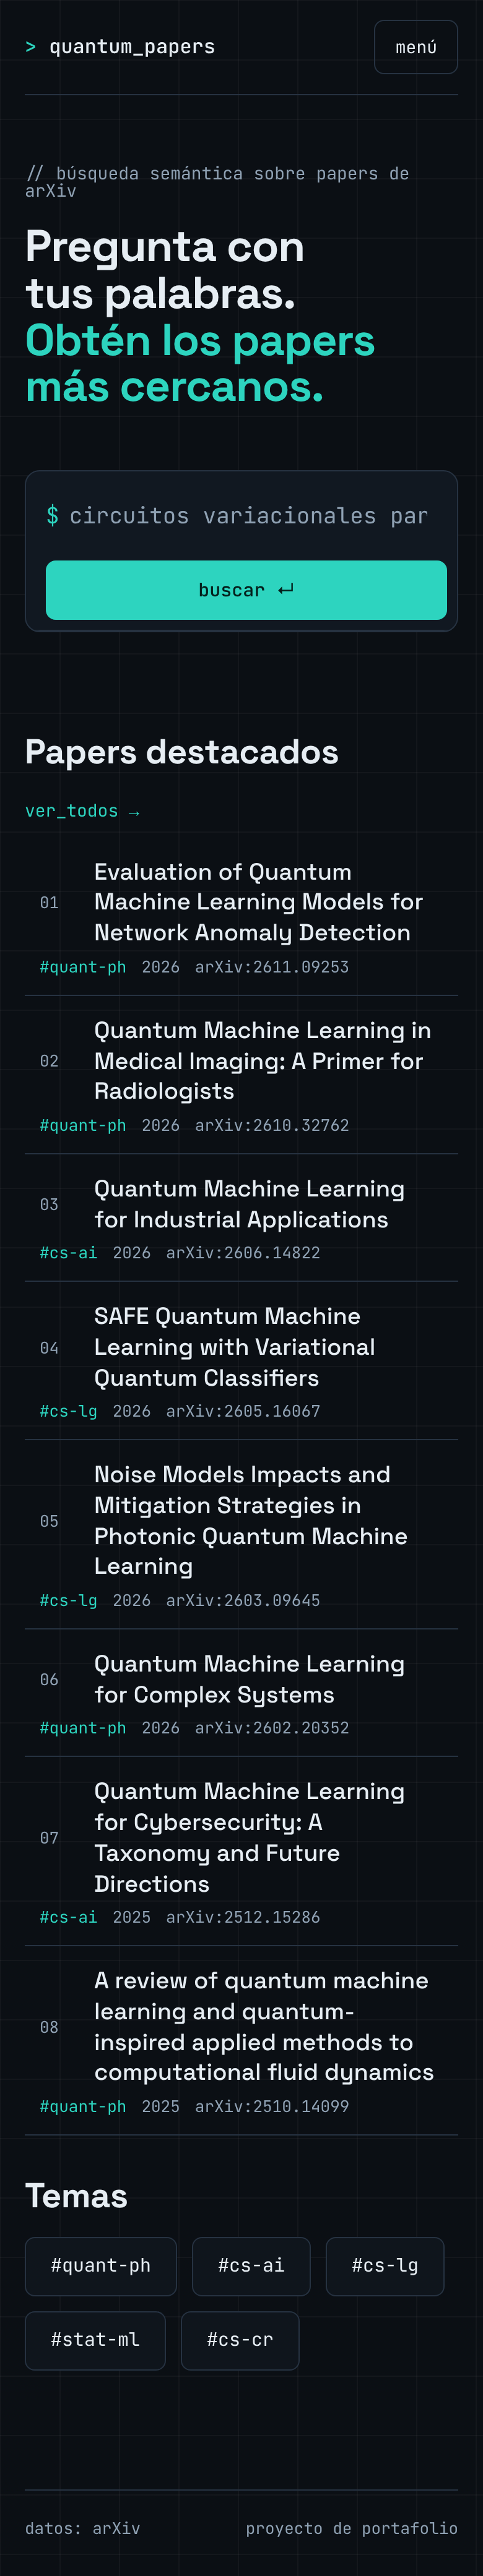 > quantum_papers
menú
// búsqueda semántica sobre papers de
arXiv
Pregunta con
tus palabras.
Obtén los papers
más cercanos.
$ circuitos variacionales par
buscar ↵
Papers destacados
ver_todos →
01
Evaluation of Quantum
Machine Learning Models for
Network Anomaly Detection
#quant-ph 2026 arXiv:2611.09253
02
Quantum Machine Learning in
Medical Imaging: A Primer for
Radiologists
#quant-ph 2026 arXiv:2610.32762
03
Quantum Machine Learning
for Industrial Applications
#cs-ai 2026 arXiv:2606.14822
04
SAFE Quantum Machine
Learning with Variational
Quantum Classifiers
#cs-lg 2026 arXiv:2605.16067
05
Noise Models Impacts and
Mitigation Strategies in
Photonic Quantum Machine
Learning
#cs-lg 2026 arXiv:2603.09645
06
Quantum Machine Learning
for Complex Systems
#quant-ph 2026 arXiv:2602.20352
07
Quantum Machine Learning
for Cybersecurity: A
Taxonomy and Future
Directions
#cs-ai 2025 arXiv:2512.15286
08
A review of quantum machine
learning and quantum-
inspired applied methods to
computational fluid dynamics
#quant-ph 2025 arXiv:2510.14099
Temas
#quant-ph #cs-ai #cs-lg
#stat-ml #cs-cr
datos: arXiv proyecto de portafolio